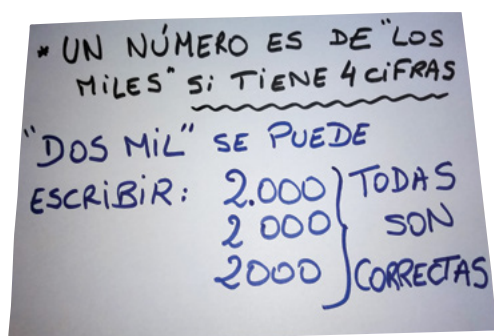 * UN NÚMERO ES DE "LOS
MILES" SI TIENE 4 CIFRAS
"DOS MIL" SE PUEDE
ESCRIBIR: 2.000 TODAS
2 000 SON
2000 CORRECTAS